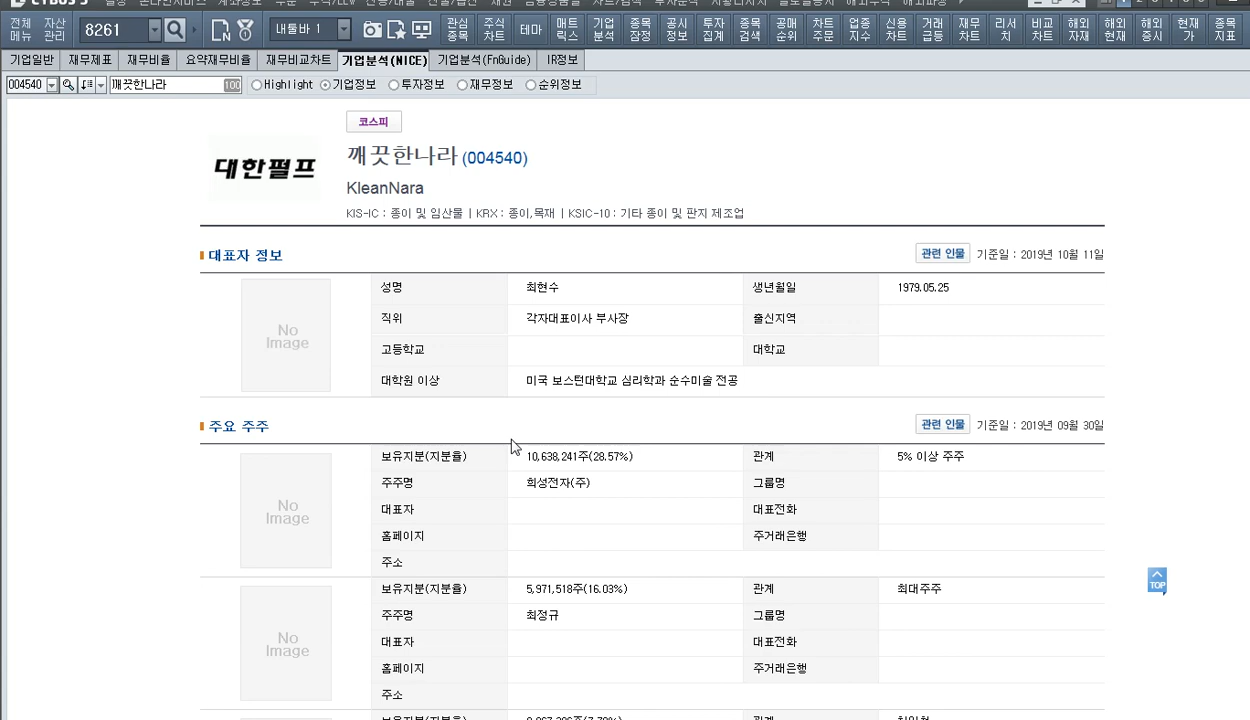 전체 자산 8261 내툴바 1 관심 주식 테마 매트 기업 종목 공시 투자 종목 공매 차트 업종 신용 거래 재무 리서 비교 해외 해외 해외 현재 종목
메뉴 관리 종목 차트 릭스 분석 잠정 정보 집계 검색 순위 주문 지수 차트 급등 차트 치 차트 자재 현재 증시 가 지표
기업일반 재무제표 재무비율 요약재무비율 재무비교차트 기업분석(NICE) 기업분석(FnGuide) IR정보
004540 깨끗한나라 100 Highlight 기업정보 투자정보 재무정보 순위정보
코스피
대한펄프
깨끗한나라 (004540)
KleanNara
KIS-IC : 종이 및 임산물 | KRX : 종이,목재 | KSIC-10 : 기타 종이 및 판지 제조업
대표자 정보 관련 인물 기준일 : 2019년 10월 11일
No Image
성명 최현수 생년월일 1979.05.25
직위 각자대표이사 부사장 출신지역
고등학교 대학교
대학원 이상 미국 보스턴대학교 심리학과 순수미술 전공
주요 주주 관련 인물 기준일 : 2019년 09월 30일
No Image
보유지분(지분율) 10,638,241주(28.57%) 관계 5% 이상 주주
주주명 희성전자(주) 그룹명
대표자 대표전화
홈페이지 주거래은행
주소
No Image
보유지분(지분율) 5,971,518주(16.03%) 관계 최대주주
주주명 최정규 그룹명
대표자 대표전화
홈페이지 주거래은행
주소
TOP